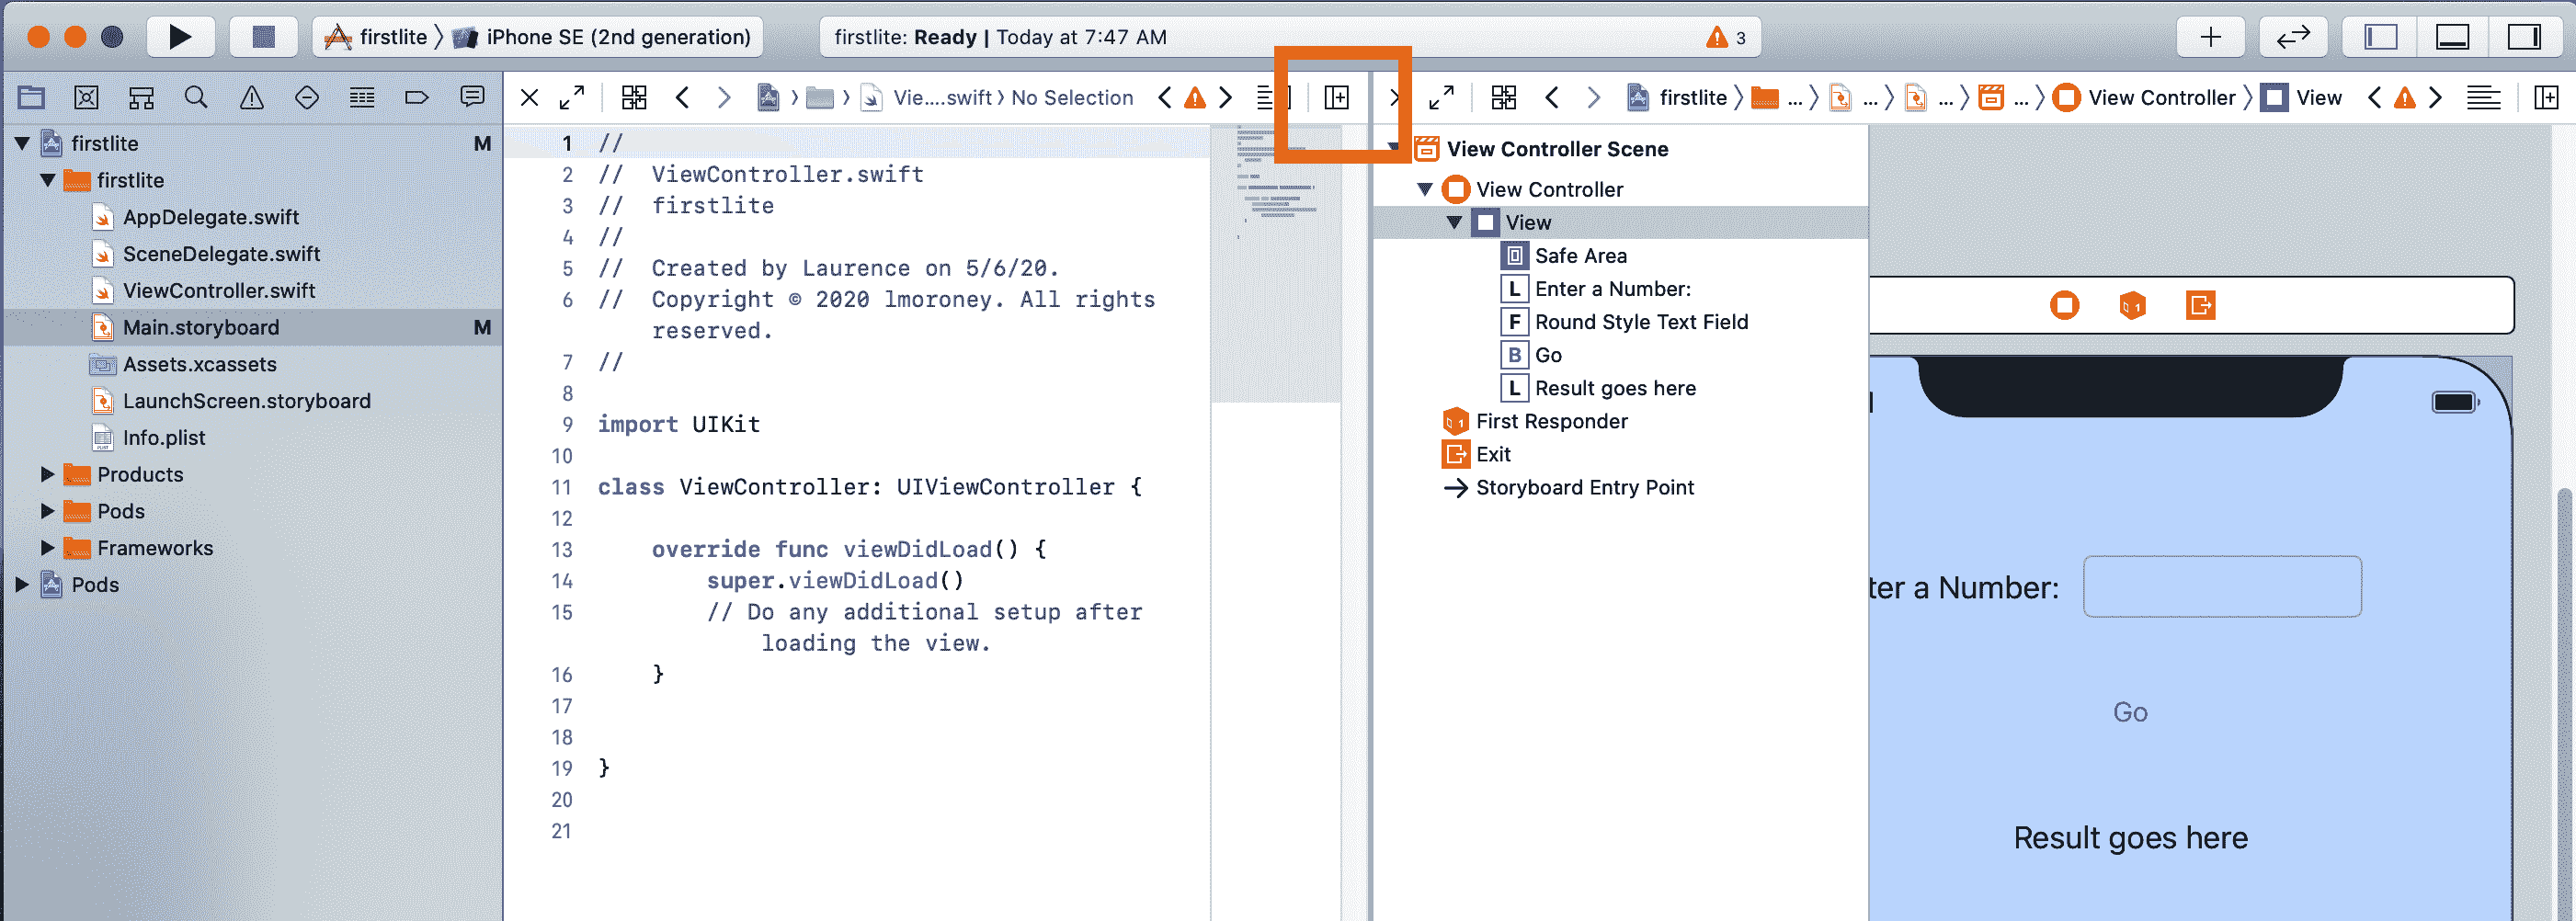 firstlite iPhone SE (2nd generation)
firstlite: Ready | Today at 7:47 AM
3
Vie....swift No Selection
firstlite ... ... ... ... View Controller View
firstlite M
firstlite
AppDelegate.swift
SceneDelegate.swift
ViewController.swift
Main.storyboard M
Assets.xcassets
LaunchScreen.storyboard
Info.plist
Products
Pods
Frameworks
Pods
1 //
2 //  ViewController.swift
3 //  firstlite
4 //
5 //  Created by Laurence on 5/6/20.
6 //  Copyright © 2020 lmoroney. All rights
reserved.
7 //
8
9 import UIKit
10
11 class ViewController: UIViewController {
12
13     override func viewDidLoad() {
14         super.viewDidLoad()
15         // Do any additional setup after
loading the view.
16     }
17
18
19 }
20
21
View Controller Scene
View Controller
View
Safe Area
L Enter a Number:
F Round Style Text Field
B Go
L Result goes here
1 First Responder
Exit
Storyboard Entry Point
1
ter a Number:
Go
Result goes here